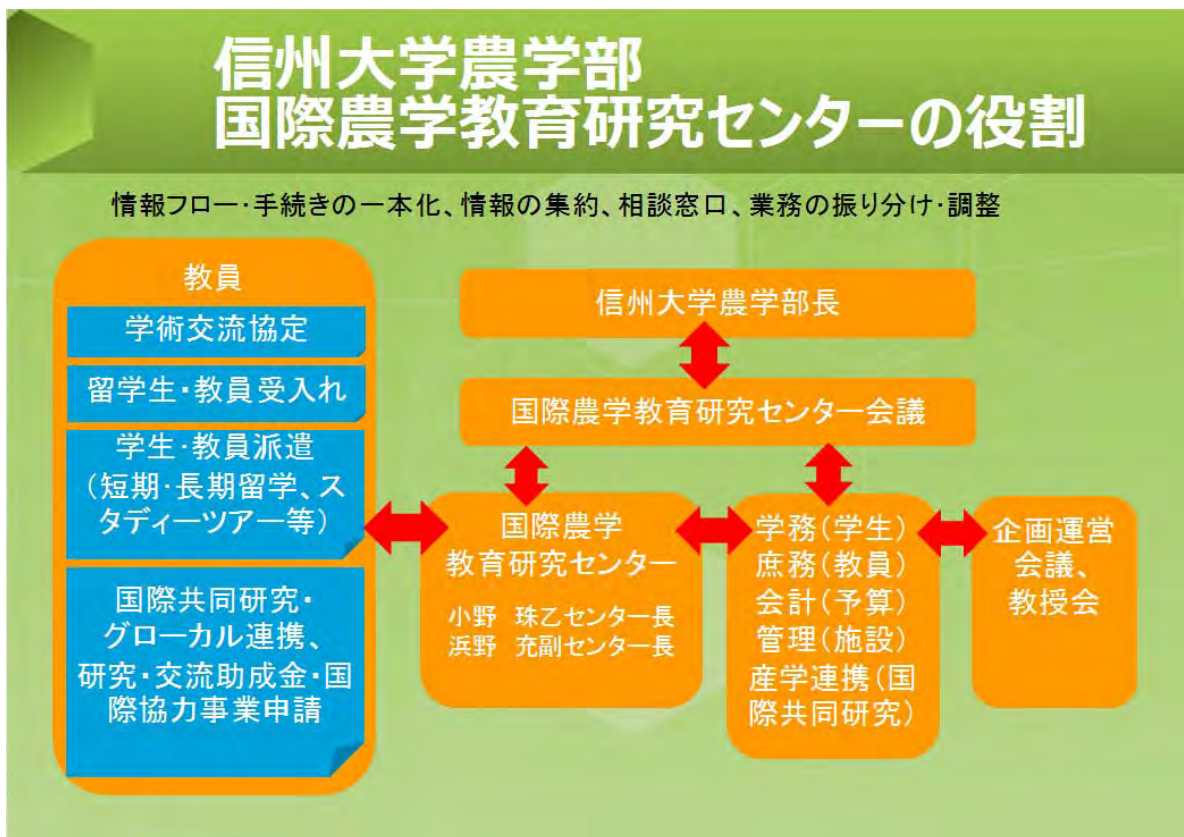 信州大学農学部
国際農学教育研究センターの役割
情報フロー・手続きの一本化、情報の集約、相談窓口、業務の振り分け・調整
教員
学術交流協定
留学生・教員受入れ
学生・教員派遣
(短期・長期留学、ス
タディーツアー等)
国際共同研究・
グローカル連携、
研究・交流助成金・国
際協力事業申請
信州大学農学部長
国際農学教育研究センター会議
国際農学
教育研究センター
小野 珠乙センター長
浜野 充副センター長
学務(学生)
庶務(教員)
会計(予算)
管理(施設)
産学連携(国
際共同研究)
企画運営
会議、
教授会